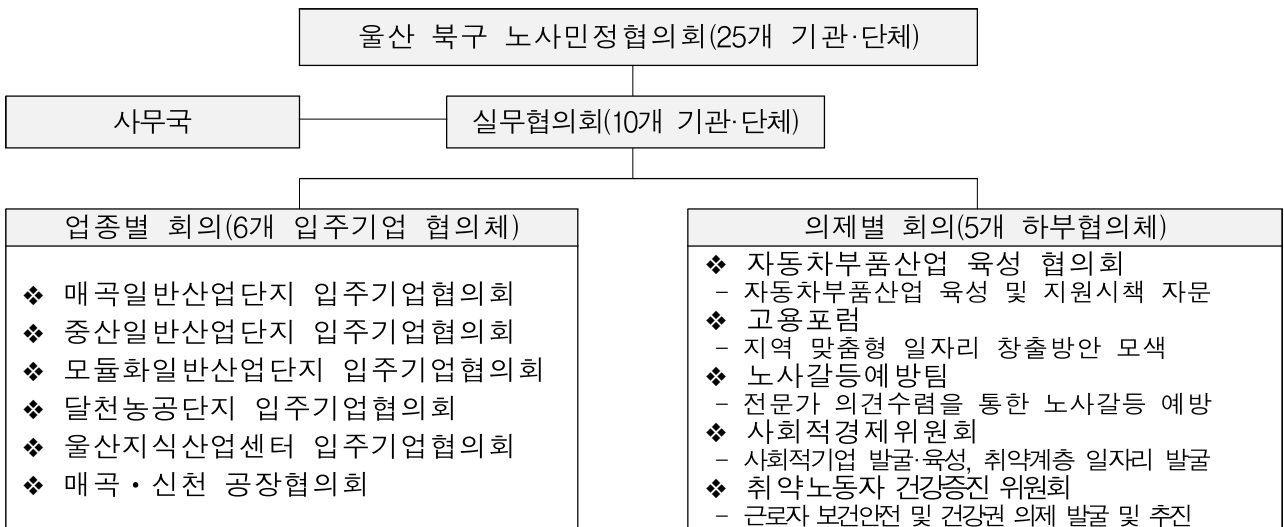 울산 북구 노사민정협의회(25개 기관·단체)
사무국
실무협의회(10개 기관·단체)
업종별 회의(6개 입주기업 협의체)
❖ 매곡일반산업단지 입주기업협의회
❖ 중산일반산업단지 입주기업협의회
❖ 모듈화일반산업단지 입주기업협의회
❖ 달천농공단지 입주기업협의회
❖ 울산지식산업센터 입주기업협의회
❖ 매곡·신천 공장협의회
의제별 회의(5개 하부협의체)
❖ 자동차부품산업 육성 협의회
- 자동차부품산업 육성 및 지원시책 자문
❖ 고용포럼
- 지역 맞춤형 일자리 창출방안 모색
❖ 노사갈등예방팀
- 전문가 의견수렴을 통한 노사갈등 예방
❖ 사회적경제위원회
- 사회적기업 발굴·육성, 취약계층 일자리 발굴
❖ 취약노동자 건강증진 위원회
- 근로자 보건안전 및 건강권 의제 발굴 및 추진